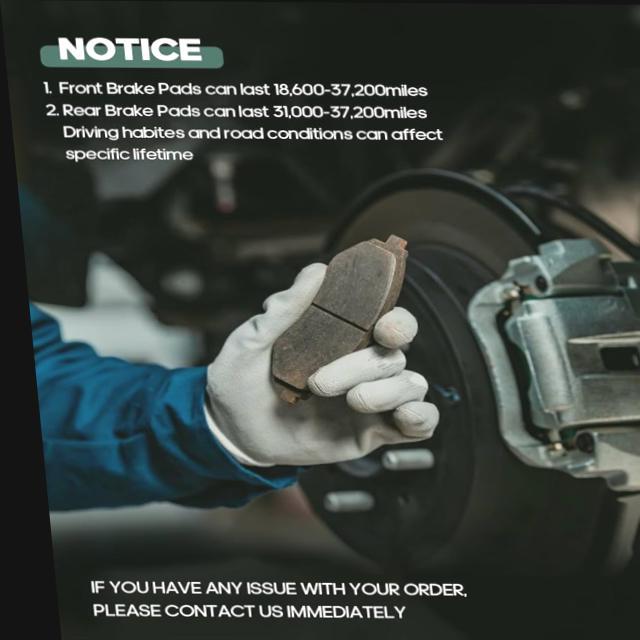 NOTICE
1. Front Brake Pads can last 18,600-37,200miles
2. Rear Brake Pads can last 31,000-37,200miles
Driving habites and road conditions can affect
specific lifetime
IF YOU HAVE ANY ISSUE WITH YOUR ORDER,
PLEASE CONTACT US IMMEDIATELY